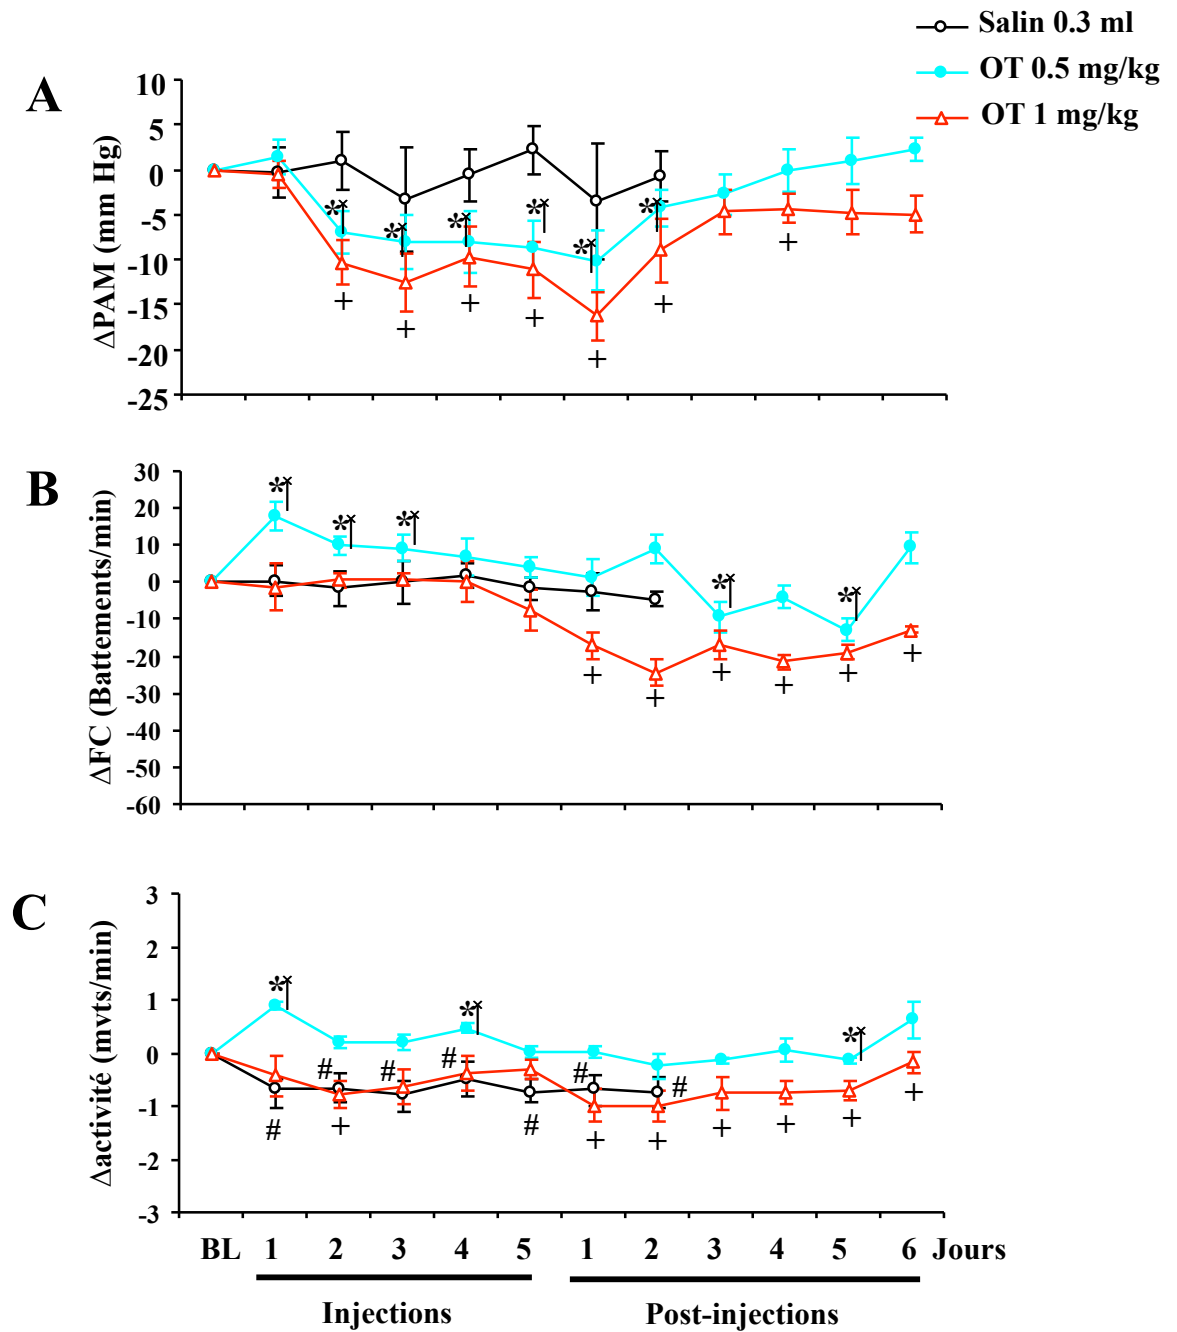 Salin 0.3 ml
OT 0.5 mg/kg
OT 1 mg/kg
A
ΔPAM (mm Hg)
10
5
0
-5
-10
-15
-20
-25
*† *† *† *† *† *†
+ + + + + + +
B
ΔFC (Battements/min)
30
20
10
0
-10
-20
-30
-40
-50
-60
*† *† *† *† *†
+ + + + + +
C
Δactivité (mvts/min)
3
2
1
0
-1
-2
-3
*† *† *†
# # # # # # #
+ + + + + + +
BL 1 2 3 4 5 1 2 3 4 5 6 Jours
Injections Post-injections